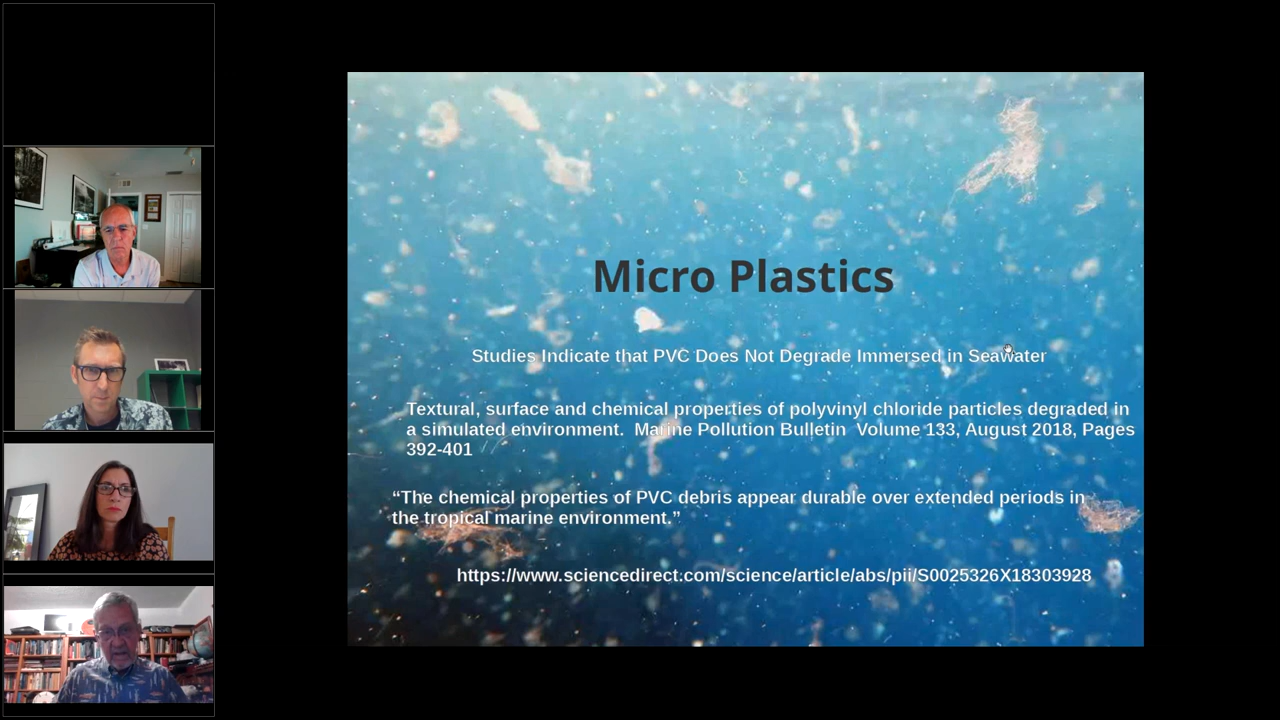 Micro Plastics
Studies Indicate that PVC Does Not Degrade Immersed in Seawater
Textural, surface and chemical properties of polyvinyl chloride particles degraded in
a simulated environment.  Marine Pollution Bulletin  Volume 133, August 2018, Pages
392-401
“The chemical properties of PVC debris appear durable over extended periods in
the tropical marine environment.”
https://www.sciencedirect.com/science/article/abs/pii/S0025326X18303928